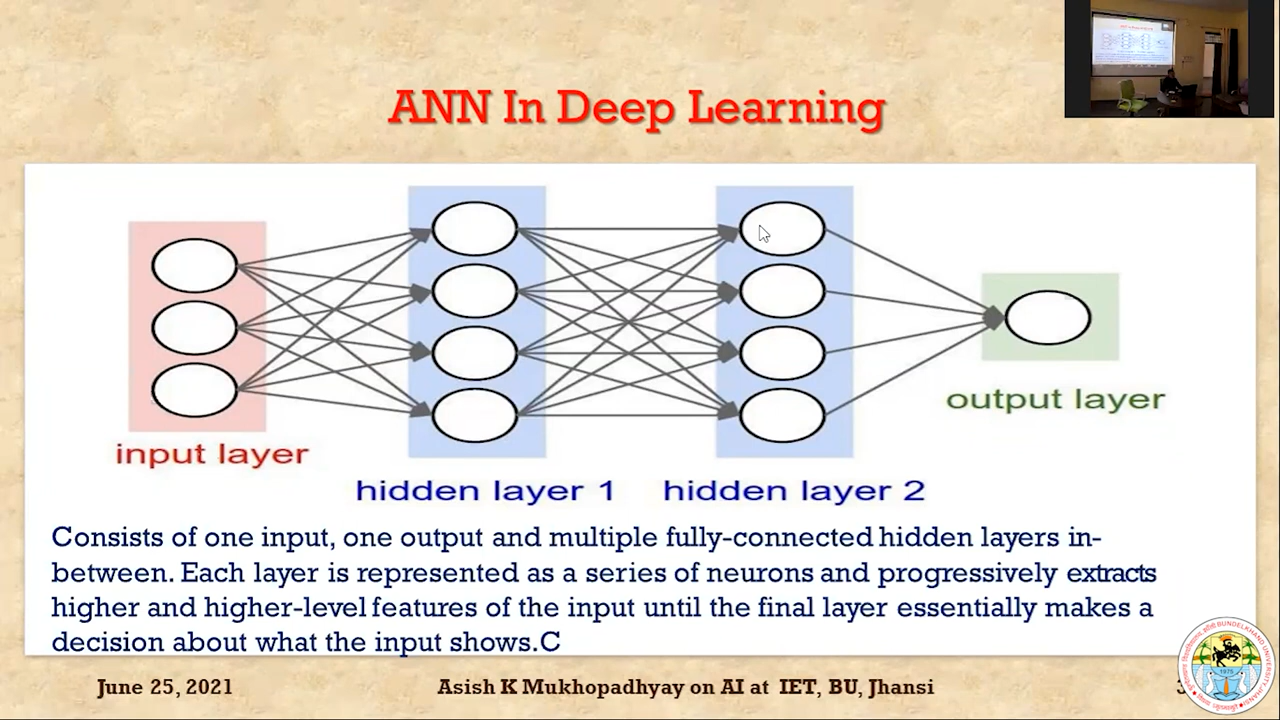 ANN In Deep Learning
input layer
hidden layer 1
hidden layer 2
output layer
Consists of one input, one output and multiple fully-connected hidden layers in-
between. Each layer is represented as a series of neurons and progressively extracts
higher and higher-level features of the input until the final layer essentially makes a
decision about what the input shows.C
June 25, 2021
Asish K Mukhopadhyay on AI at IET, BU, Jhansi
BUNDELKHAND UNIVERSITY JHANSI